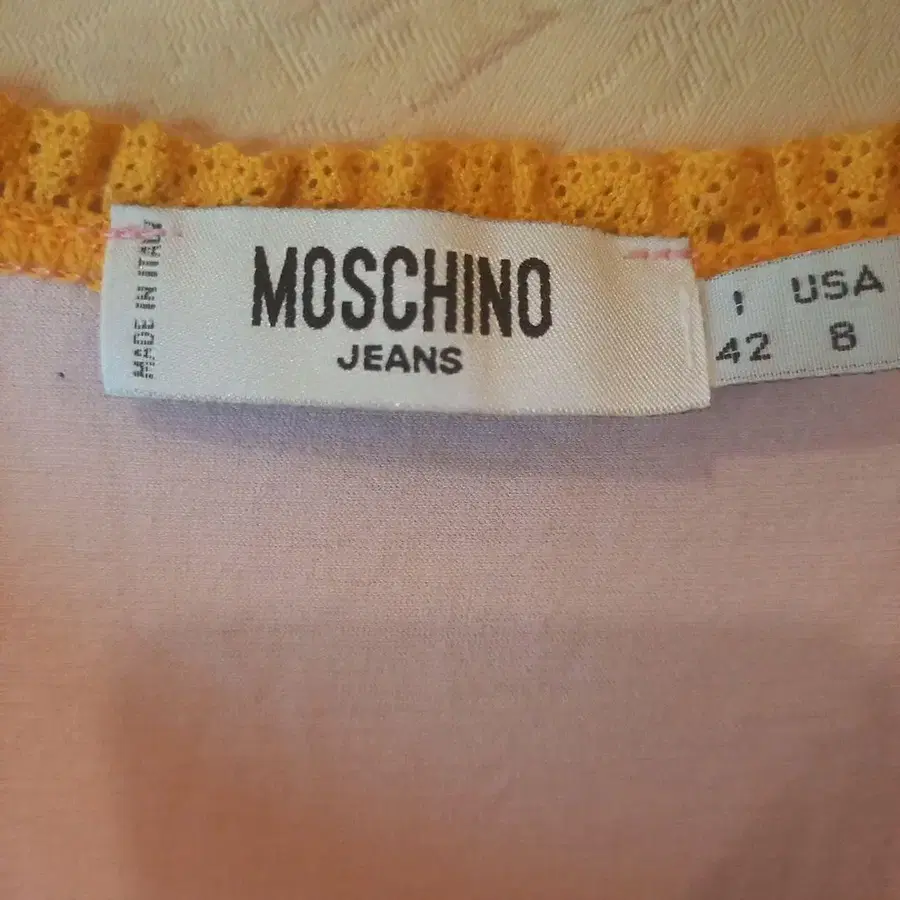 MADE IN ITALY
MOSCHINO
JEANS
I USA
42 8